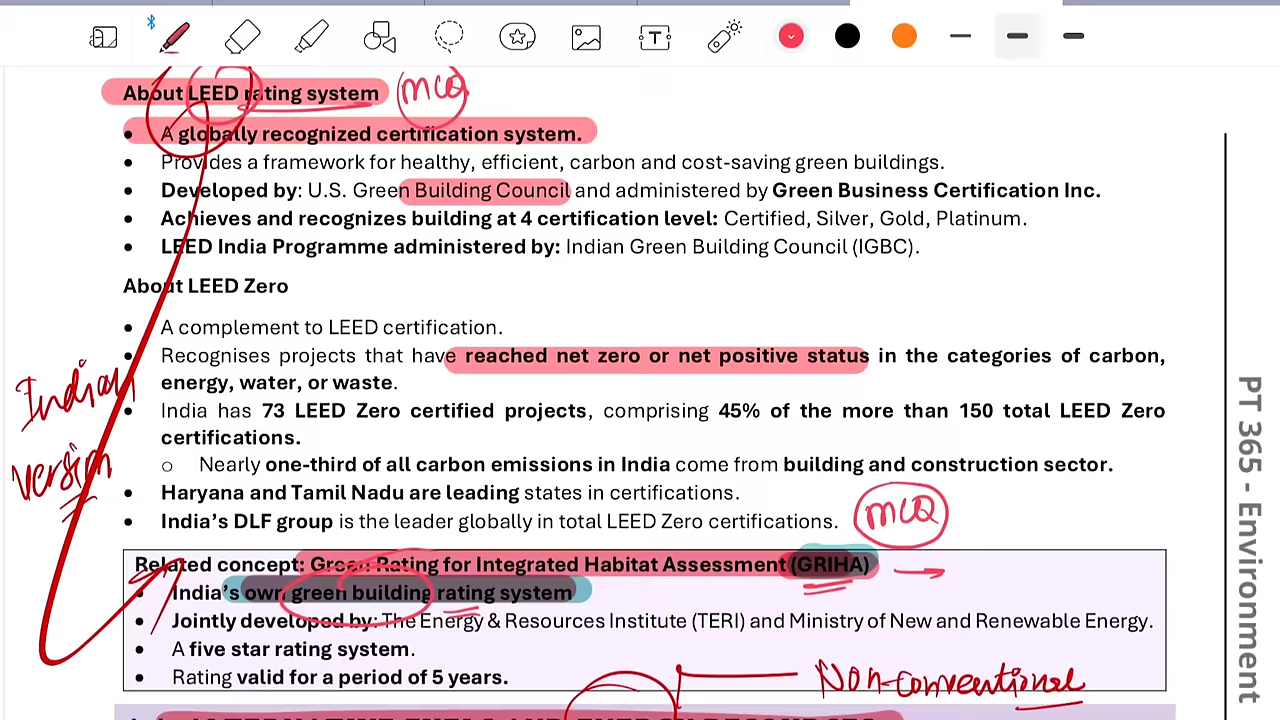 About LEED rating system MCQ
• A globally recognized certification system.
• Provides a framework for healthy, efficient, carbon and cost-saving green buildings.
• Developed by: U.S. Green Building Council and administered by Green Business Certification Inc.
• Achieves and recognizes building at 4 certification level: Certified, Silver, Gold, Platinum.
• LEED India Programme administered by: Indian Green Building Council (IGBC).
About LEED Zero
• A complement to LEED certification.
• Recognises projects that have reached net zero or net positive status in the categories of carbon,
energy, water, or waste.
• India has 73 LEED Zero certified projects, comprising 45% of the more than 150 total LEED Zero
certifications.
o Nearly one-third of all carbon emissions in India come from building and construction sector.
• Haryana and Tamil Nadu are leading states in certifications.
• India's DLF group is the leader globally in total LEED Zero certifications. MCQ
Indian
version
Related concept: Green Rating for Integrated Habitat Assessment (GRIHA)
• India's own green building rating system
• Jointly developed by: The Energy & Resources Institute (TERI) and Ministry of New and Renewable Energy.
• A five star rating system.
• Rating valid for a period of 5 years.
Non-conventional
ALTERNATIVE FUELS AND ENERGY RESOURCES
PT 365 - Environment